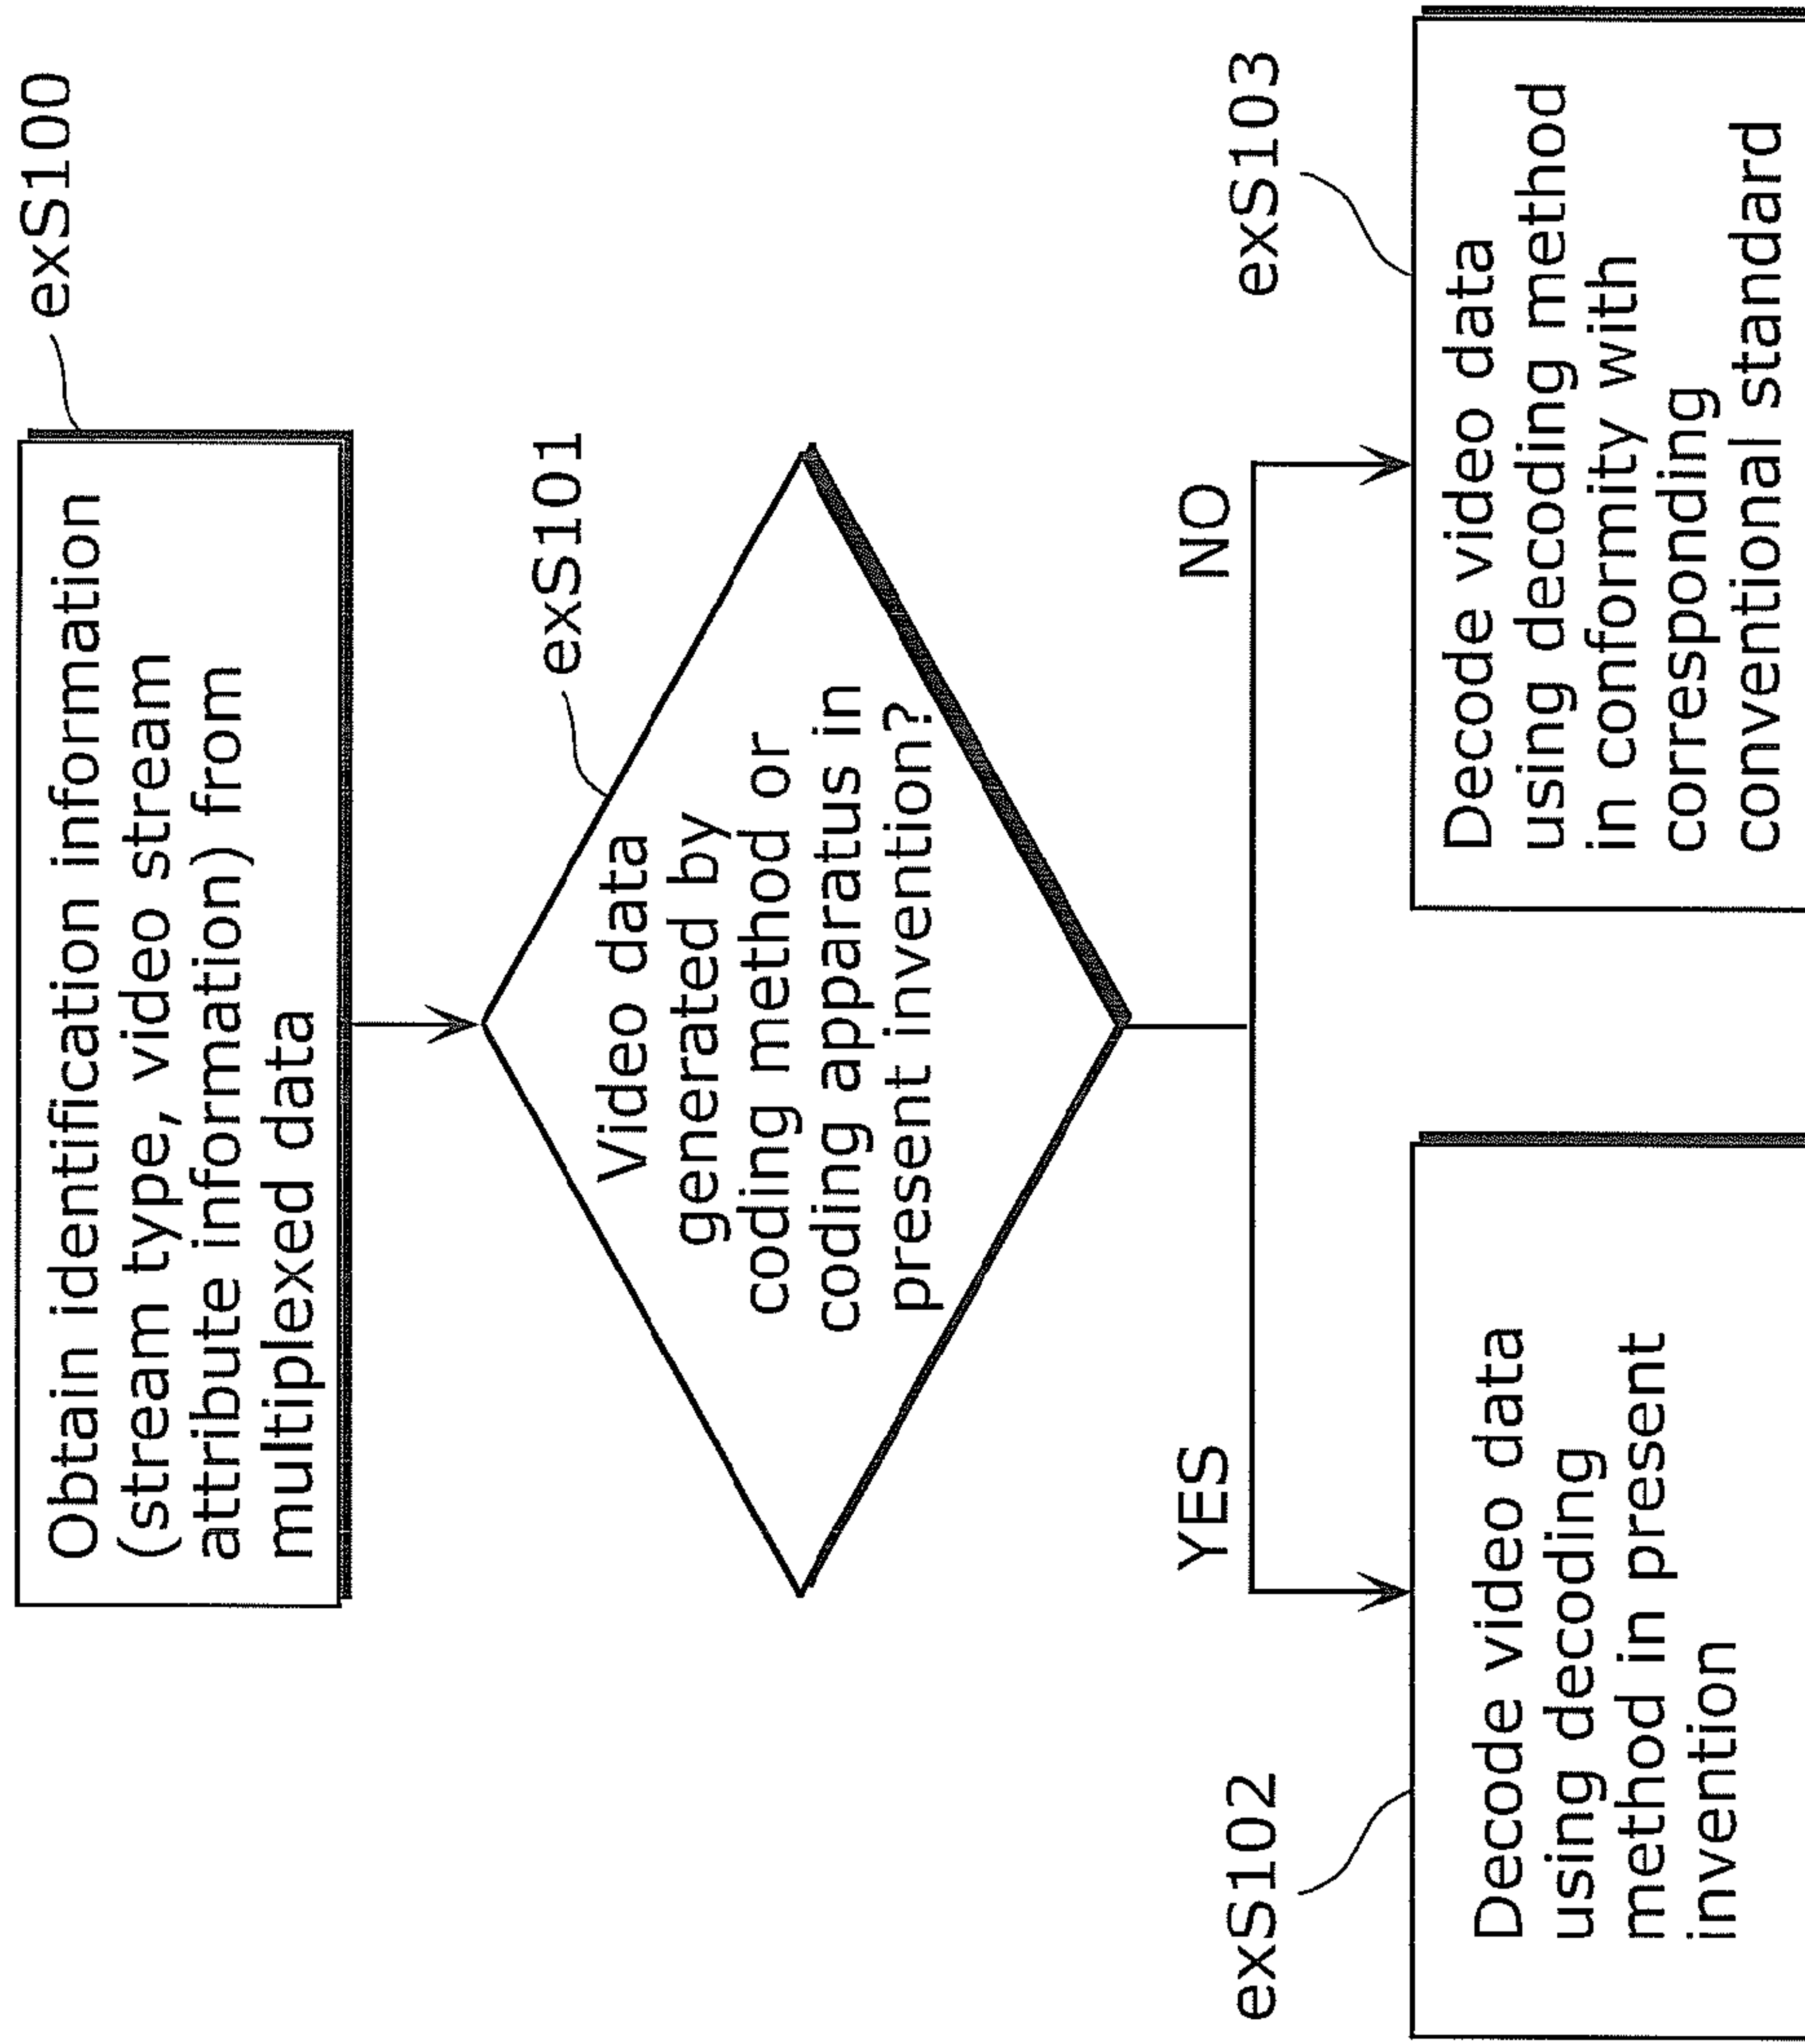 exS100
Obtain identification information
(stream type, video stream
attribute information) from
multiplexed data
exS101
Video data
generated by
coding method or
coding apparatus in
present invention?
YES
NO
exS102
Decode video data
using decoding
method in present
invention
exS103
Decode video data
using decoding method
in conformity with
corresponding
conventional standard